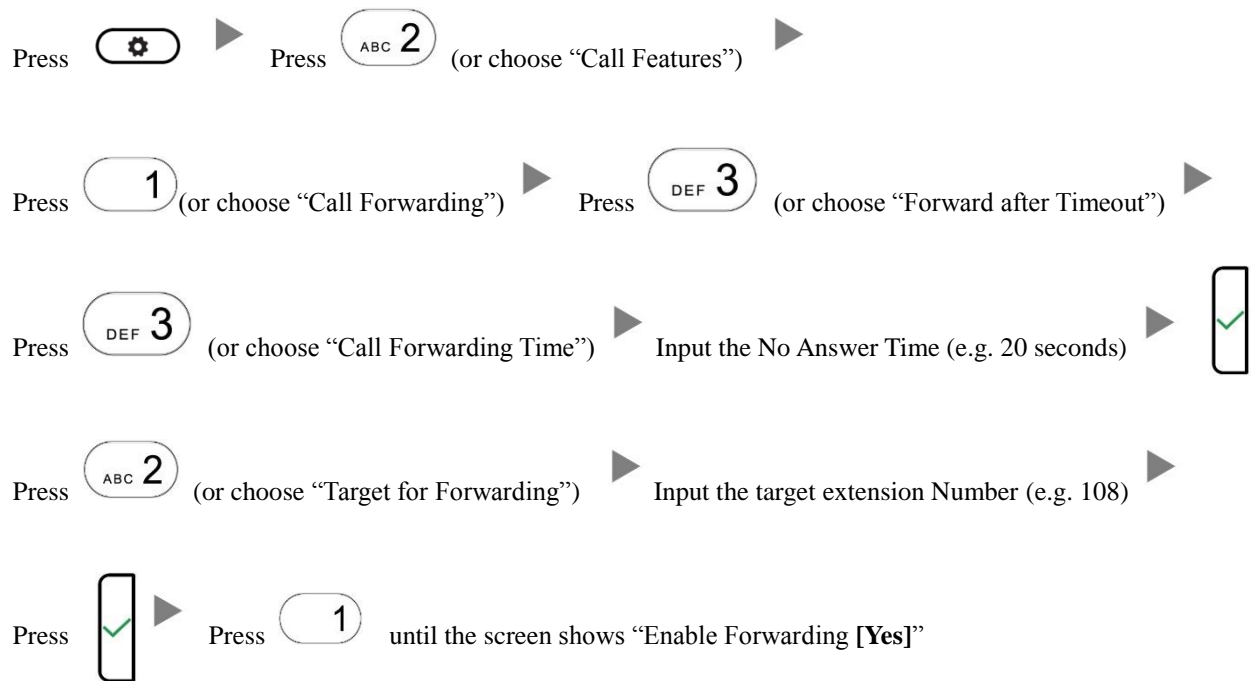 Press Press ABC 2 (or choose “Call Features”)
Press 1 (or choose “Call Forwarding”) Press DEF 3 (or choose “Forward after Timeout”)
Press DEF 3 (or choose “Call Forwarding Time”) Input the No Answer Time (e.g. 20 seconds)
Press ABC 2 (or choose “Target for Forwarding”) Input the target extension Number (e.g. 108)
Press Press 1 until the screen shows “Enable Forwarding [Yes]”